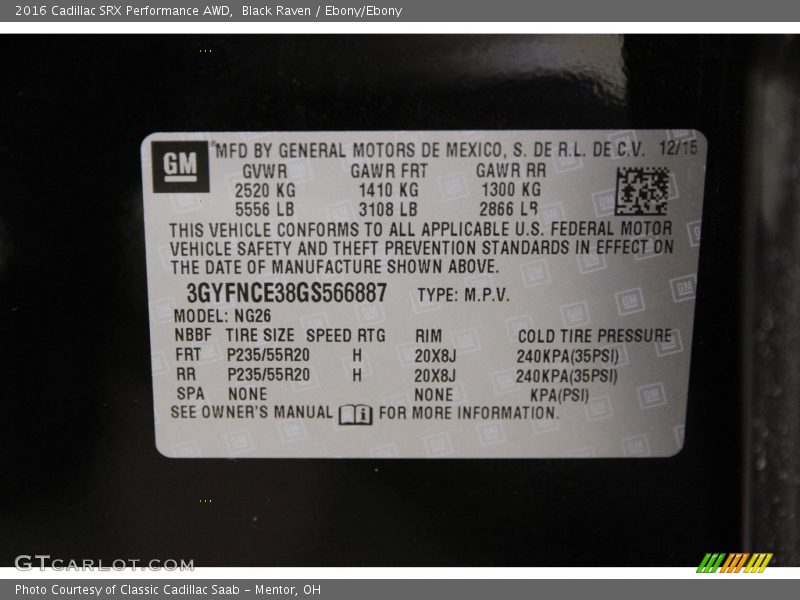 2016 Cadillac SRX Performance AWD, Black Raven / Ebony/Ebony
GM
MFD BY GENERAL MOTORS DE MEXICO, S. DE R.L. DE C.V. 12/15
GVWR GAWR FRT GAWR RR
2520 KG 1410 KG 1300 KG
5556 LB 3108 LB 2866 LB
THIS VEHICLE CONFORMS TO ALL APPLICABLE U.S. FEDERAL MOTOR
VEHICLE SAFETY AND THEFT PREVENTION STANDARDS IN EFFECT ON
THE DATE OF MANUFACTURE SHOWN ABOVE.
3GYFNCE38GS566887 TYPE: M.P.V.
MODEL: NG26
NBBF TIRE SIZE SPEED RTG RIM COLD TIRE PRESSURE
FRT P235/55R20 H 20X8J 240KPA(35PSI)
RR P235/55R20 H 20X8J 240KPA(35PSI)
SPA NONE NONE KPA(PSI)
SEE OWNER'S MANUAL FOR MORE INFORMATION.
GTCARLOT.COM
Photo Courtesy of Classic Cadillac Saab - Mentor, OH